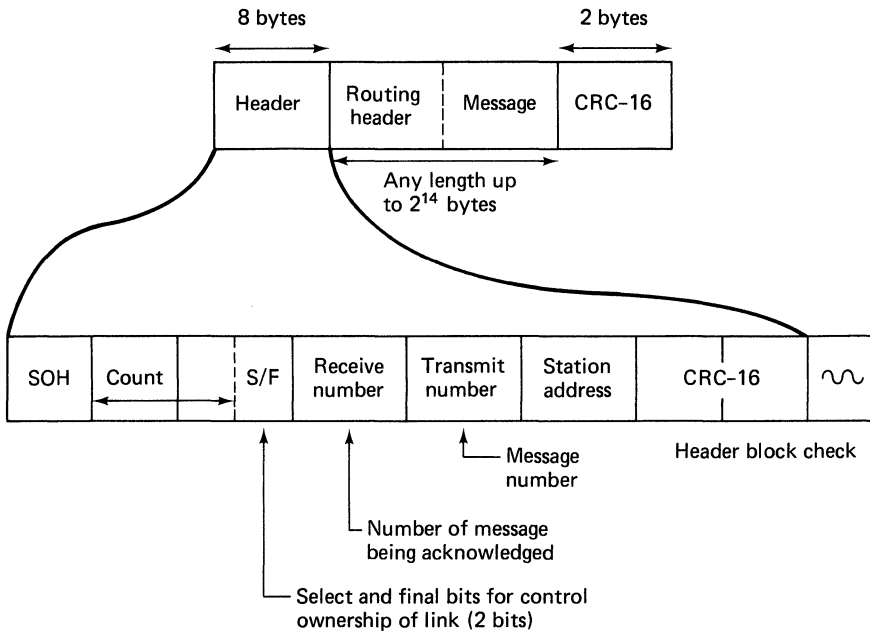 8 bytes
2 bytes
Header
Routing
header
Message
CRC-16
Any length up
to 2¹⁴ bytes
SOH
Count
S/F
Receive
number
Transmit
number
Station
address
CRC-16
Header block check
Message
number
Number of message
being acknowledged
Select and final bits for control
ownership of link (2 bits)